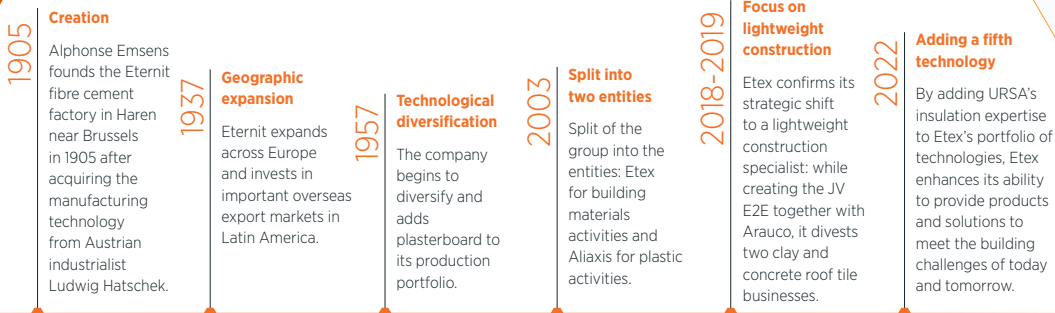 1905
Creation
Alphonse Emsens
founds the Eternit
fibre cement
factory in Haren
near Brussels
in 1905 after
acquiring the
manufacturing
technology
from Austrian
industrialist
Ludwig Hatschek.
1937
Geographic
expansion
Eternit expands
across Europe
and invests in
important overseas
export markets in
Latin America.
1957
Technological
diversification
The company
begins to
diversify and
adds
plasterboard to
its production
portfolio.
2003
Split into
two entities
Split of the
group into the
entities: Etex
for building
materials
activities and
Aliaxis for plastic
activities.
2018-2019
Focus on
lightweight
construction
Etex confirms its
strategic shift
to a lightweight
construction
specialist: while
creating the JV
E2E together with
Arauco, it divests
two clay and
concrete roof tile
businesses.
2022
Adding a fifth
technology
By adding URSA’s
insulation expertise
to Etex’s portfolio of
technologies, Etex
enhances its ability
to provide products
and solutions to
meet the building
challenges of today
and tomorrow.